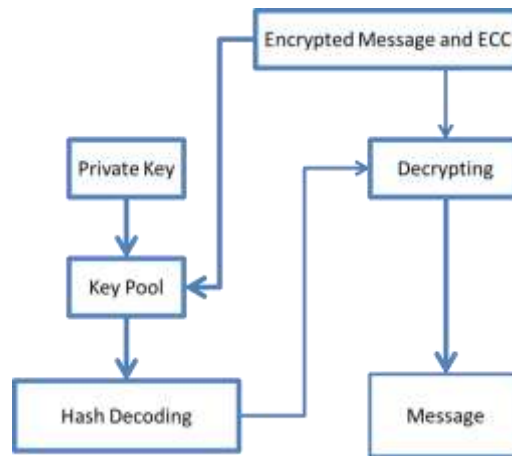 Encrypted Message and ECC
Private Key
Decrypting
Key Pool
Hash Decoding
Message